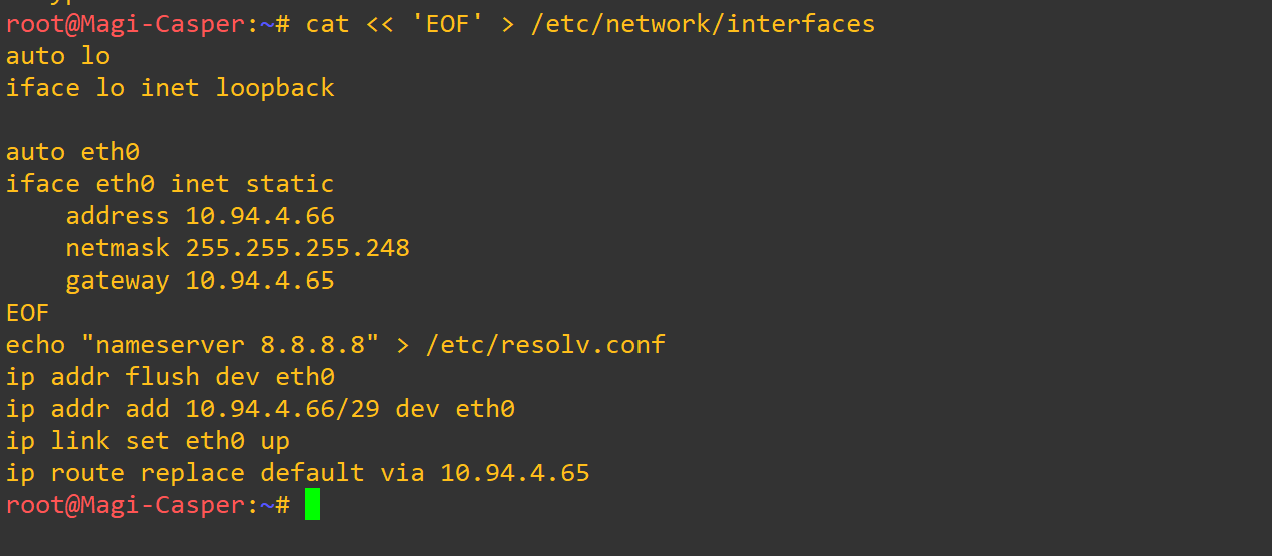 root@Magi-Casper:~# cat << 'EOF' > /etc/network/interfaces
auto lo
iface lo inet loopback

auto eth0
iface eth0 inet static
    address 10.94.4.66
    netmask 255.255.255.248
    gateway 10.94.4.65
EOF
echo "nameserver 8.8.8.8" > /etc/resolv.conf
ip addr flush dev eth0
ip addr add 10.94.4.66/29 dev eth0
ip link set eth0 up
ip route replace default via 10.94.4.65
root@Magi-Casper:~#